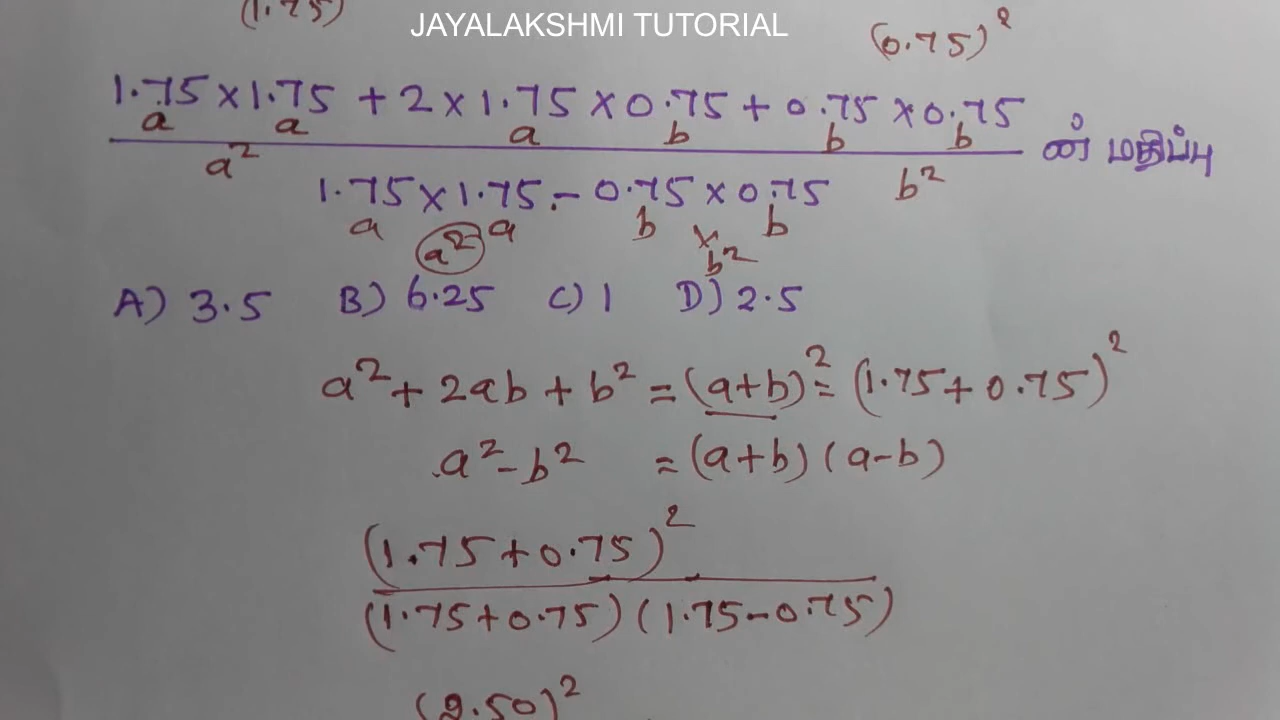 (1.75)
JAYALAKSHMI TUTORIAL
(0.75)²
1.75 × 1.75 + 2 × 1.75 × 0.75 + 0.75 × 0.75
a a a b b b
a² b²
ன் மதிப்பு
1.75 × 1.75 - 0.75 × 0.75
a a b × b
a² b²
A) 3.5 B) 6.25 C) 1 D) 2.5
a² + 2ab + b² = (a+b)² = (1.75 + 0.75)²
a² - b² = (a+b) (a-b)
(1.75 + 0.75)²
(1.75 + 0.75) (1.75 - 0.75)
(2.50)²